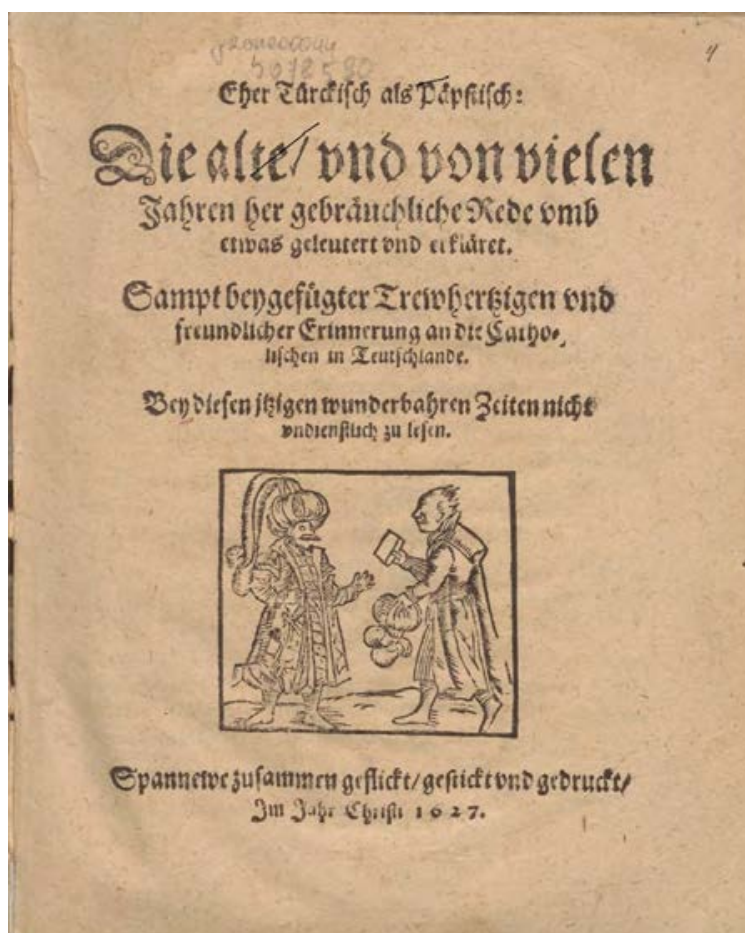 4
Eher Türckisch als Päpstisch:
Die alte/ vnd von vielen
Jahren her gebräuchliche Rede vmb
etwas geleutert vnd erkläret.
Sampt beygefügter Trewhertzigen vnd
freundlicher Erinnerung an die Catho-
lischen in Teutschlande.
Bey diesen jtzigen wunderbahren Zeiten nicht
vndienstlich zu lesen.
Spannewe zusammen geflickt/ gestickt vnd gedruckt/
Im Jahr Christi 1627.